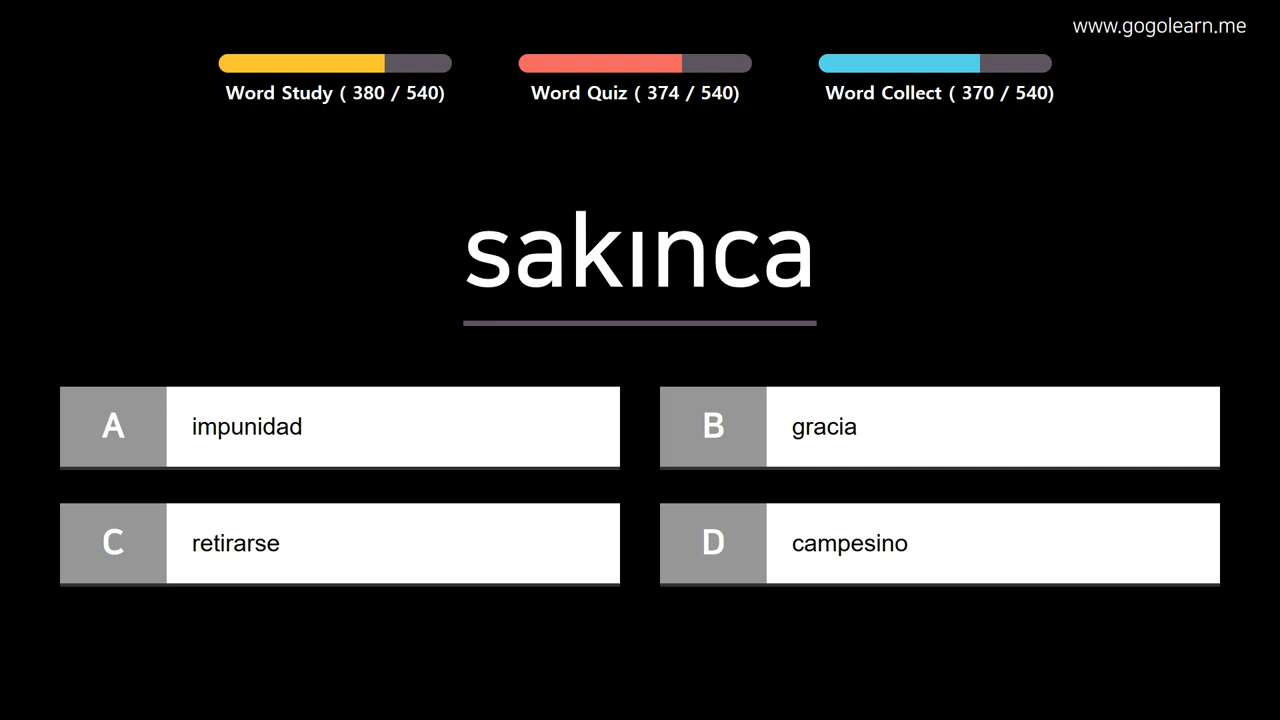 www.gogolearn.me
Word Study ( 380 / 540)
Word Quiz ( 374 / 540)
Word Collect ( 370 / 540)
sakınca
A
impunidad
B
gracia
C
retirarse
D
campesino